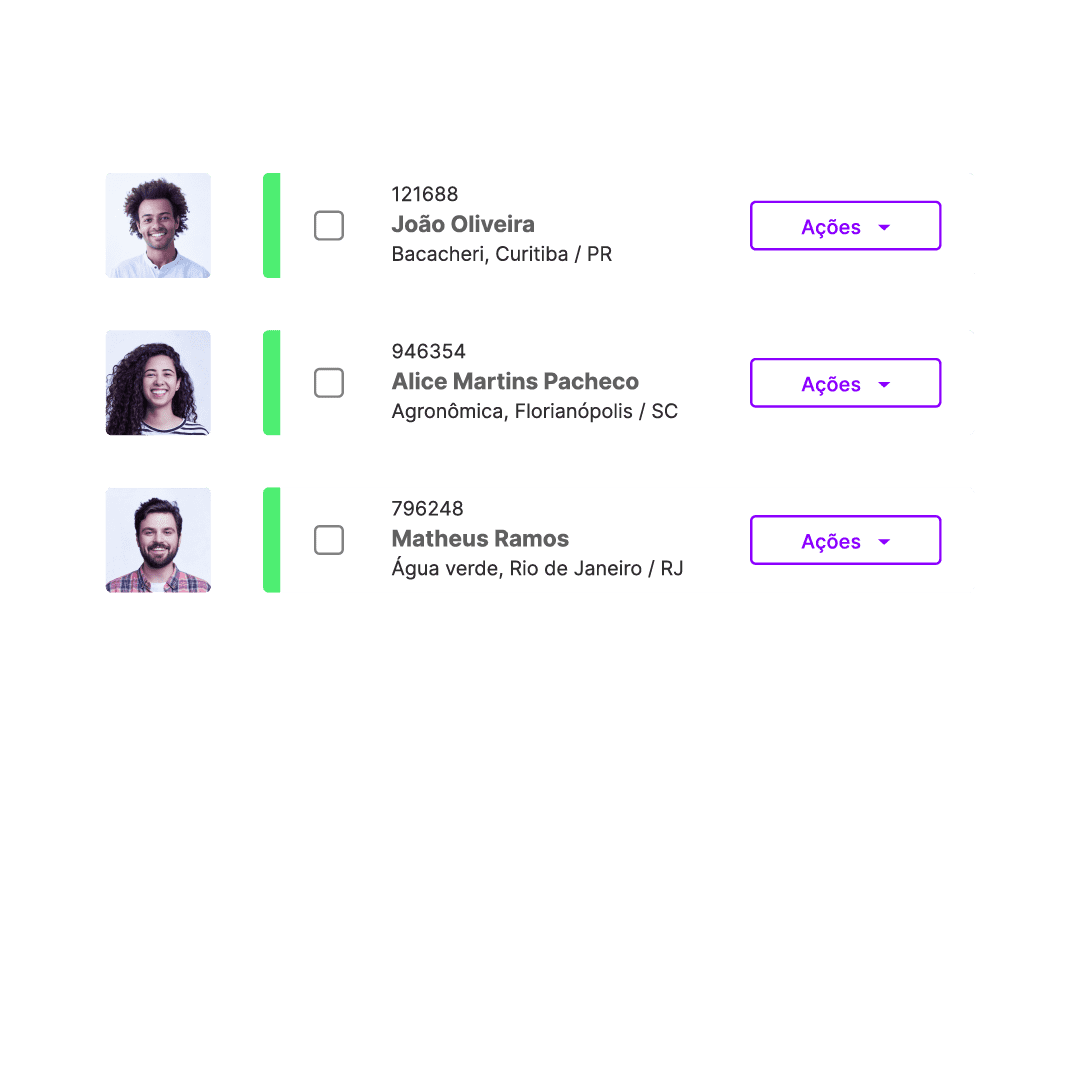 121688
João Oliveira
Bacacheri, Curitiba / PR
Ações
946354
Alice Martins Pacheco
Agronômica, Florianópolis / SC
Ações
796248
Matheus Ramos
Água verde, Rio de Janeiro / RJ
Ações